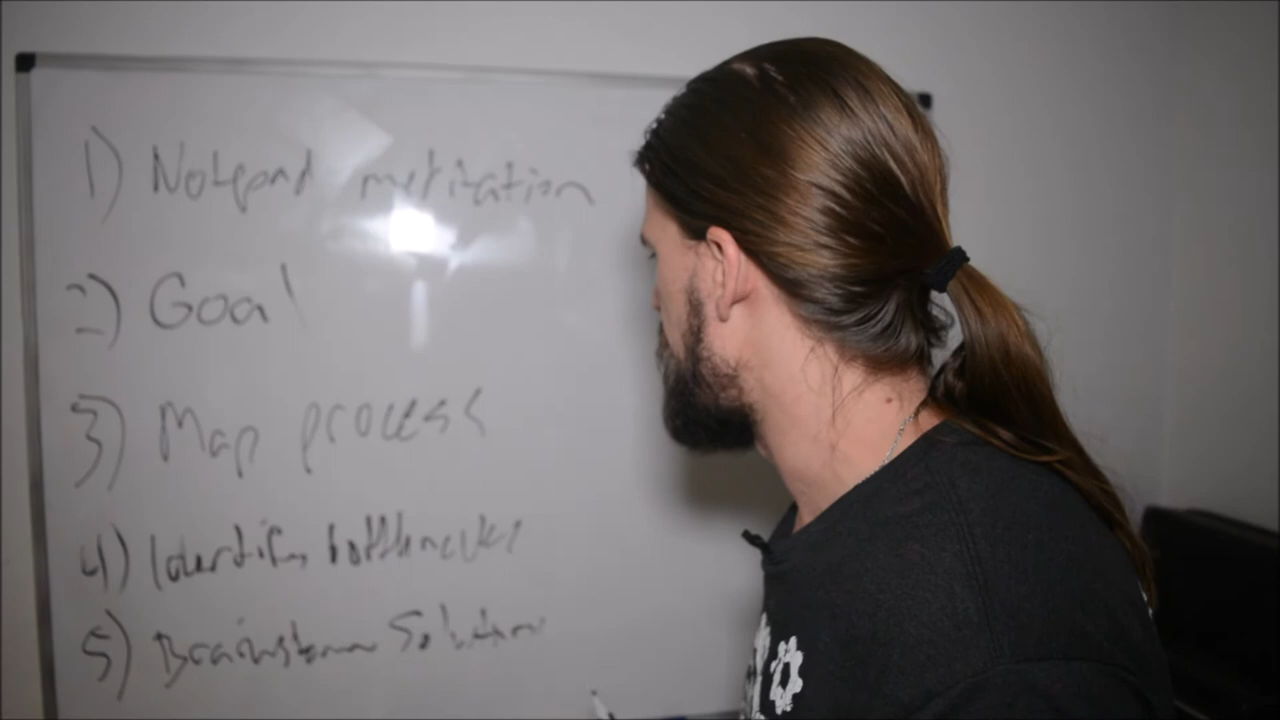 1) Notepad meditation
2) Goal
3) Map process
4) Identify bottlenecks
5) Brainstorm Solutions